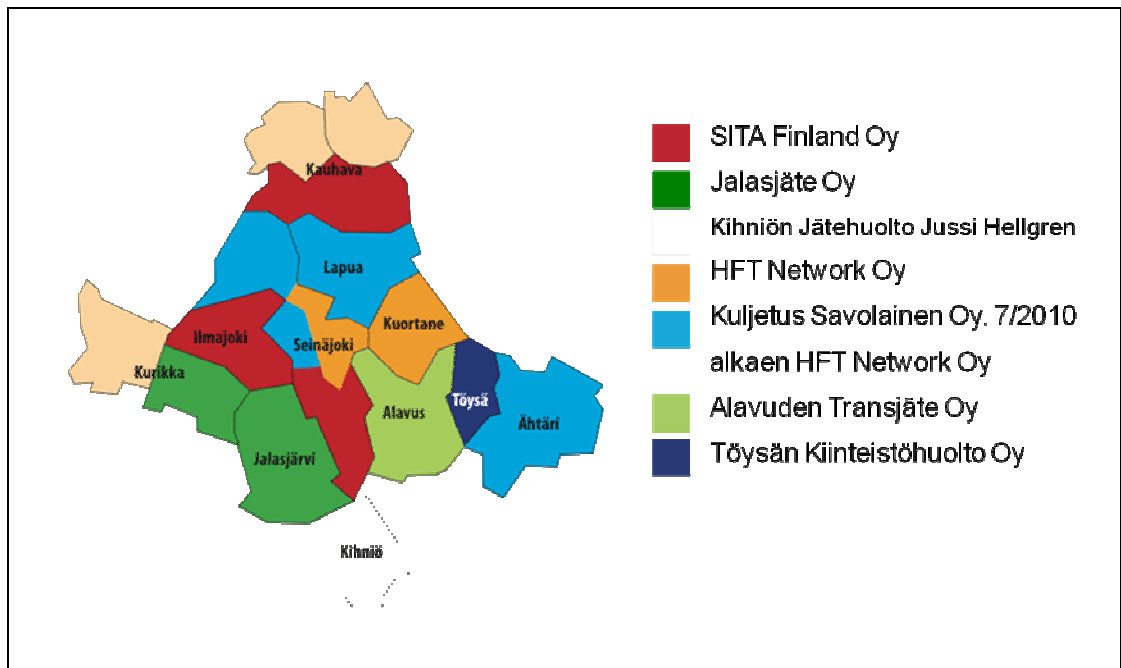 Kauhava
Lapua
Ilmajoki
Seinäjoki
Kuortane
Kurikka
Alavus
Töysä
Ähtäri
Jalasjärvi
Kihniö
SITA Finland Oy
Jalasjäte Oy
Kihniön Jätehuolto Jussi Hellgren
HFT Network Oy
Kuljetus Savolainen Oy. 7/2010
alkaen HFT Network Oy
Alavuden Transjäte Oy
Töysän Kiinteistöhuolto Oy